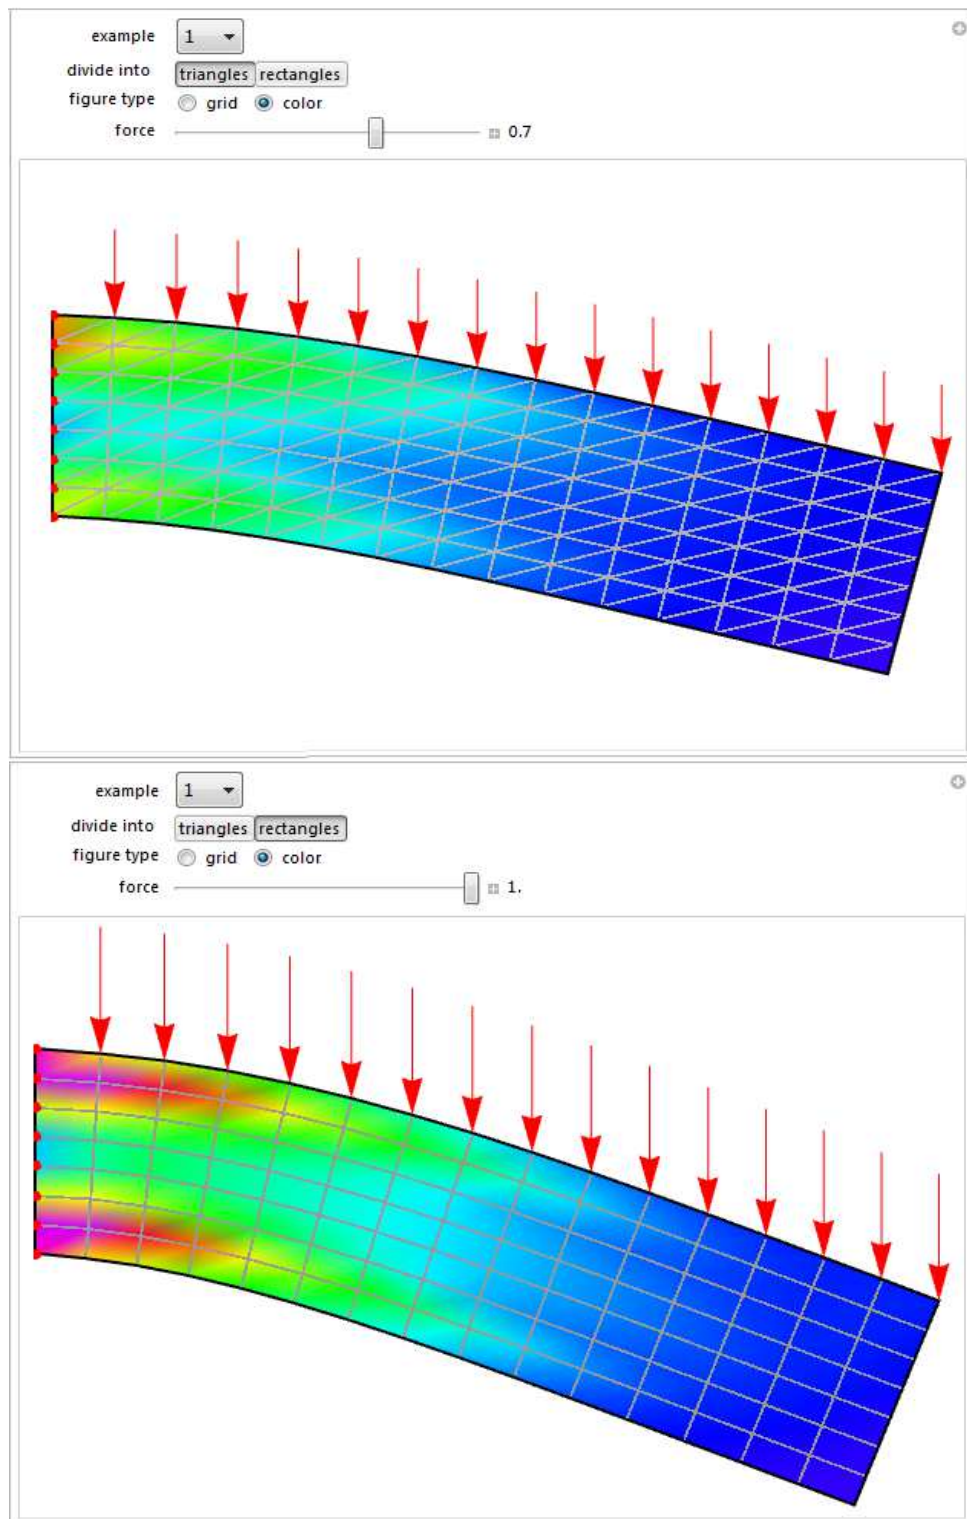 example 1
divide into triangles rectangles
figure type grid color
force 0.7
example 1
divide into triangles rectangles
figure type grid color
force 1.